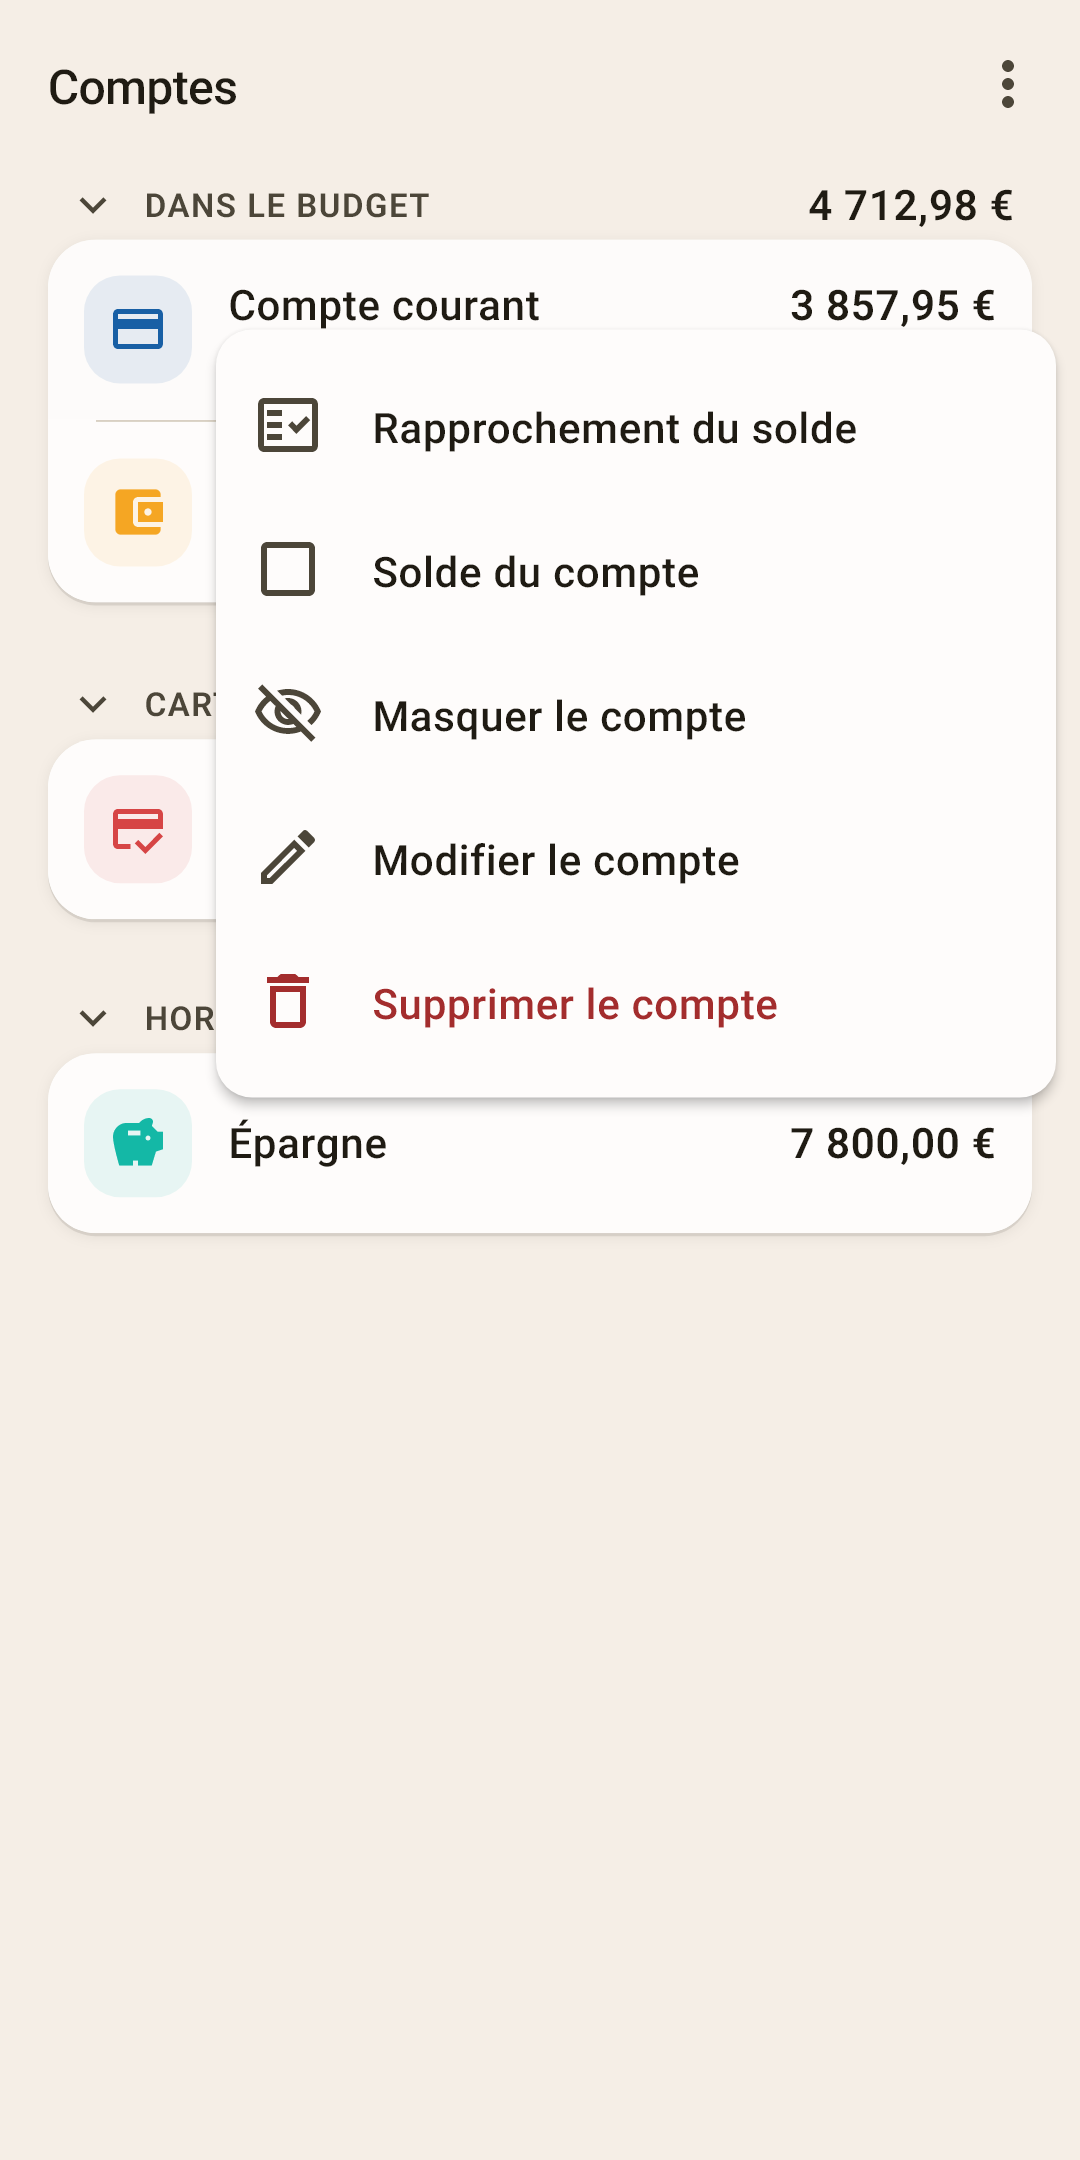 Comptes
DANS LE BUDGET 4 712,98 €
Compte courant 3 857,95 €
Rapprochement du solde
Solde du compte
Masquer le compte
Modifier le compte
Supprimer le compte
Épargne 7 800,00 €